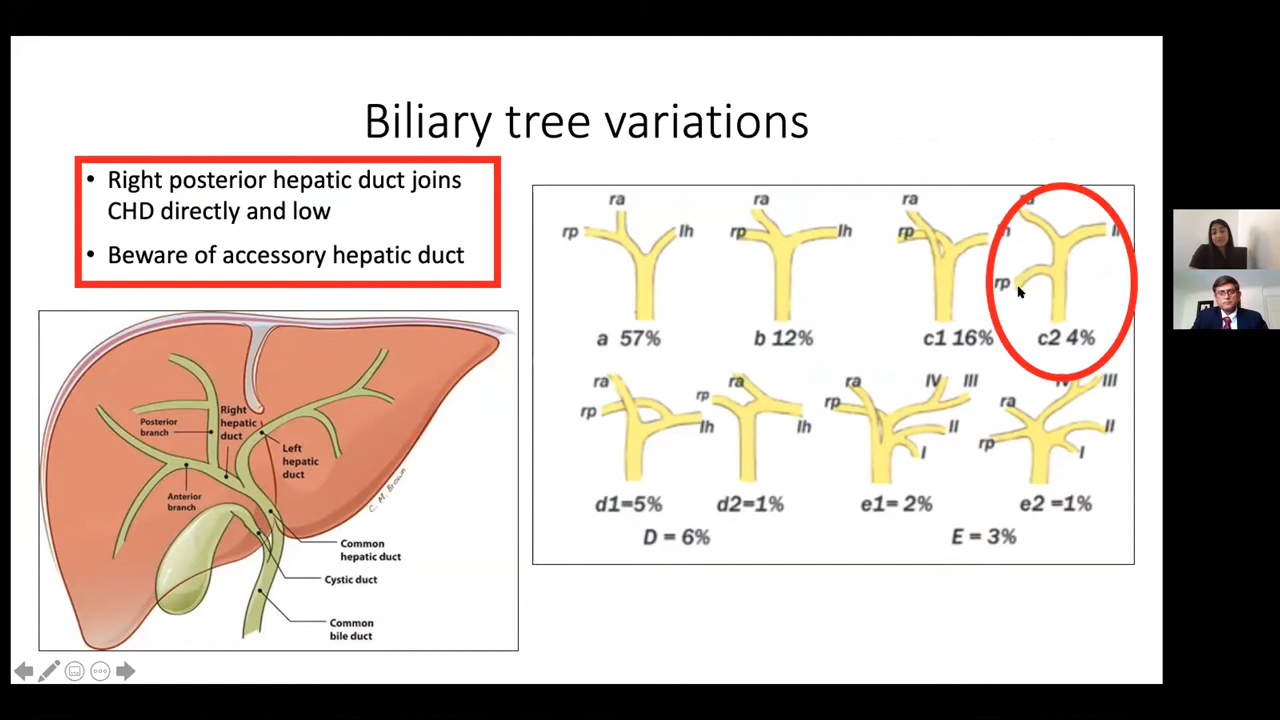 Biliary tree variations
• Right posterior hepatic duct joins
CHD directly and low
• Beware of accessory hepatic duct
ra
rp
lh
a 57%
ra
rp
lh
b 12%
ra
rp
c1 16%
rp
c2 4%
ra
rp
lh
d1=5%
ra
rp
lh
d2=1%
D = 6%
ra
rp
IV
III
II
I
e1= 2%
ra
rp
III
II
I
e2 =1%
E = 3%
Posterior
branch
Right
hepatic
duct
Left
hepatic
duct
Anterior
branch
C. M. Brown
Common
hepatic duct
Cystic duct
Common
bile duct